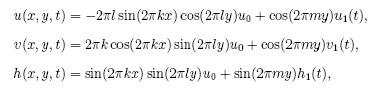 u(x, y, t) = −2πl sin(2πkx) cos(2πly)u₀ + cos(2πmy)u₁(t),
υ(x, y, t) = 2πk cos(2πkx) sin(2πly)u₀ + cos(2πmy)υ₁(t),
h(x, y, t) = sin(2πkx) sin(2πly)u₀ + sin(2πmy)h₁(t),